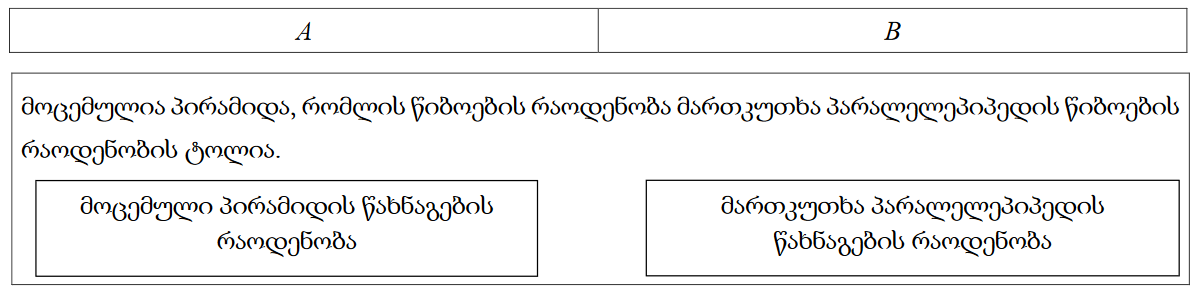 A B
მოცემულია პირამიდა, რომლის წიბოების რაოდენობა მართკუთხა პარალელეპიპედის წიბოების
რაოდენობის ტოლია.
მოცემული პირამიდის წახნაგების
რაოდენობა
მართკუთხა პარალელეპიპედის
წახნაგების რაოდენობა